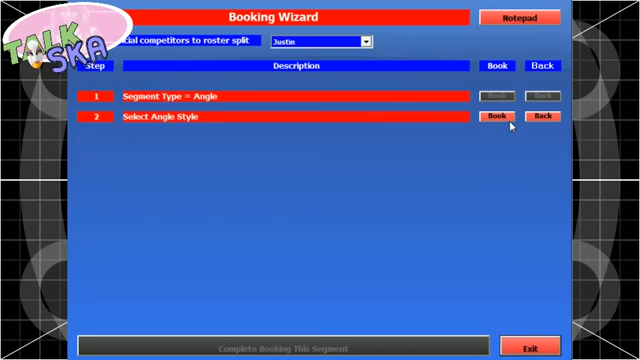 Booking Wizard
Notepad
TALK SKA
cial competitors to roster split
Justin
Step
Description
Book
Back
1
Segment Type = Angle
Book
Back
2
Select Angle Style
Book
Back
Complete Booking This Segment
Exit